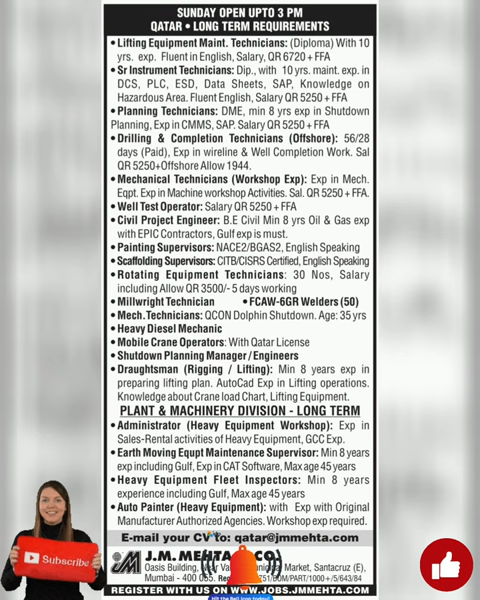 SUNDAY OPEN UPTO 3 PM
QATAR • LONG TERM REQUIREMENTS
• Lifting Equipment Maint. Technicians: (Diploma) With 10
yrs. exp. Fluent in English, Salary, QR 6720 + FFA
• Sr Instrument Technicians: Dip., with 10 yrs. maint. exp. in
DCS, PLC, ESD, Data Sheets, SAP, Knowledge on
Hazardous Area. Fluent English, Salary QR 5250 + FFA
• Planning Technicians: DME, min 8 yrs exp in Shutdown
Planning, Exp in CMMS, SAP. Salary QR 5250 + FFA
• Drilling & Completion Technicians (Offshore): 56/28
days (Paid), Exp in wireline & Well Completion Work. Sal
QR 5250+Offshore Allow 1944.
• Mechanical Technicians (Workshop Exp): Exp in Mech.
Eqpt. Exp in Machine workshop Activities. Sal. QR 5250 + FFA.
• Well Test Operator: Salary QR 5250 + FFA
• Civil Project Engineer: B.E Civil Min 8 yrs Oil & Gas exp
with EPIC Contractors, Gulf exp is must.
• Painting Supervisors: NACE2/BGAS2, English Speaking
• Scaffolding Supervisors: CITB/CISRS Certified, English Speaking
• Rotating Equipment Technicians: 30 Nos, Salary
including Allow QR 3500/- 5 days working
• Millwright Technician • FCAW-6GR Welders (50)
• Mech. Technicians: QCON Dolphin Shutdown. Age: 35 yrs
• Heavy Diesel Mechanic
• Mobile Crane Operators: With Qatar License
• Shutdown Planning Manager / Engineers
• Draughtsman (Rigging / Lifting): Min 8 years exp in
preparing lifting plan. AutoCad Exp in Lifting operations.
Knowledge about Crane load Chart, Lifting Equipment.
PLANT & MACHINERY DIVISION - LONG TERM
• Administrator (Heavy Equipment Workshop): Exp in
Sales-Rental activities of Heavy Equipment, GCC Exp.
• Earth Moving Equpt Maintenance Supervisor: Min 8 years
exp including Gulf, Exp in CAT Software, Max age 45 years
• Heavy Equipment Fleet Inspectors: Min 8 years
experience including Gulf, Max age 45 years
• Auto Painter (Heavy Equipment): with Exp with Original
Manufacturer Authorized Agencies. Workshop exp required.
E-mail your CV to: qatar@jmmehta.com
Subscribe
JM J.M. MEHTA CO.
Oasis Building, Market, Santacruz (E),
Mumbai - 400 055. /PART/1000+/5/643/84
REGISTER WITH US ON WWW.JOBS.JMMEHTA.COM
Hit the Bell Icon today!